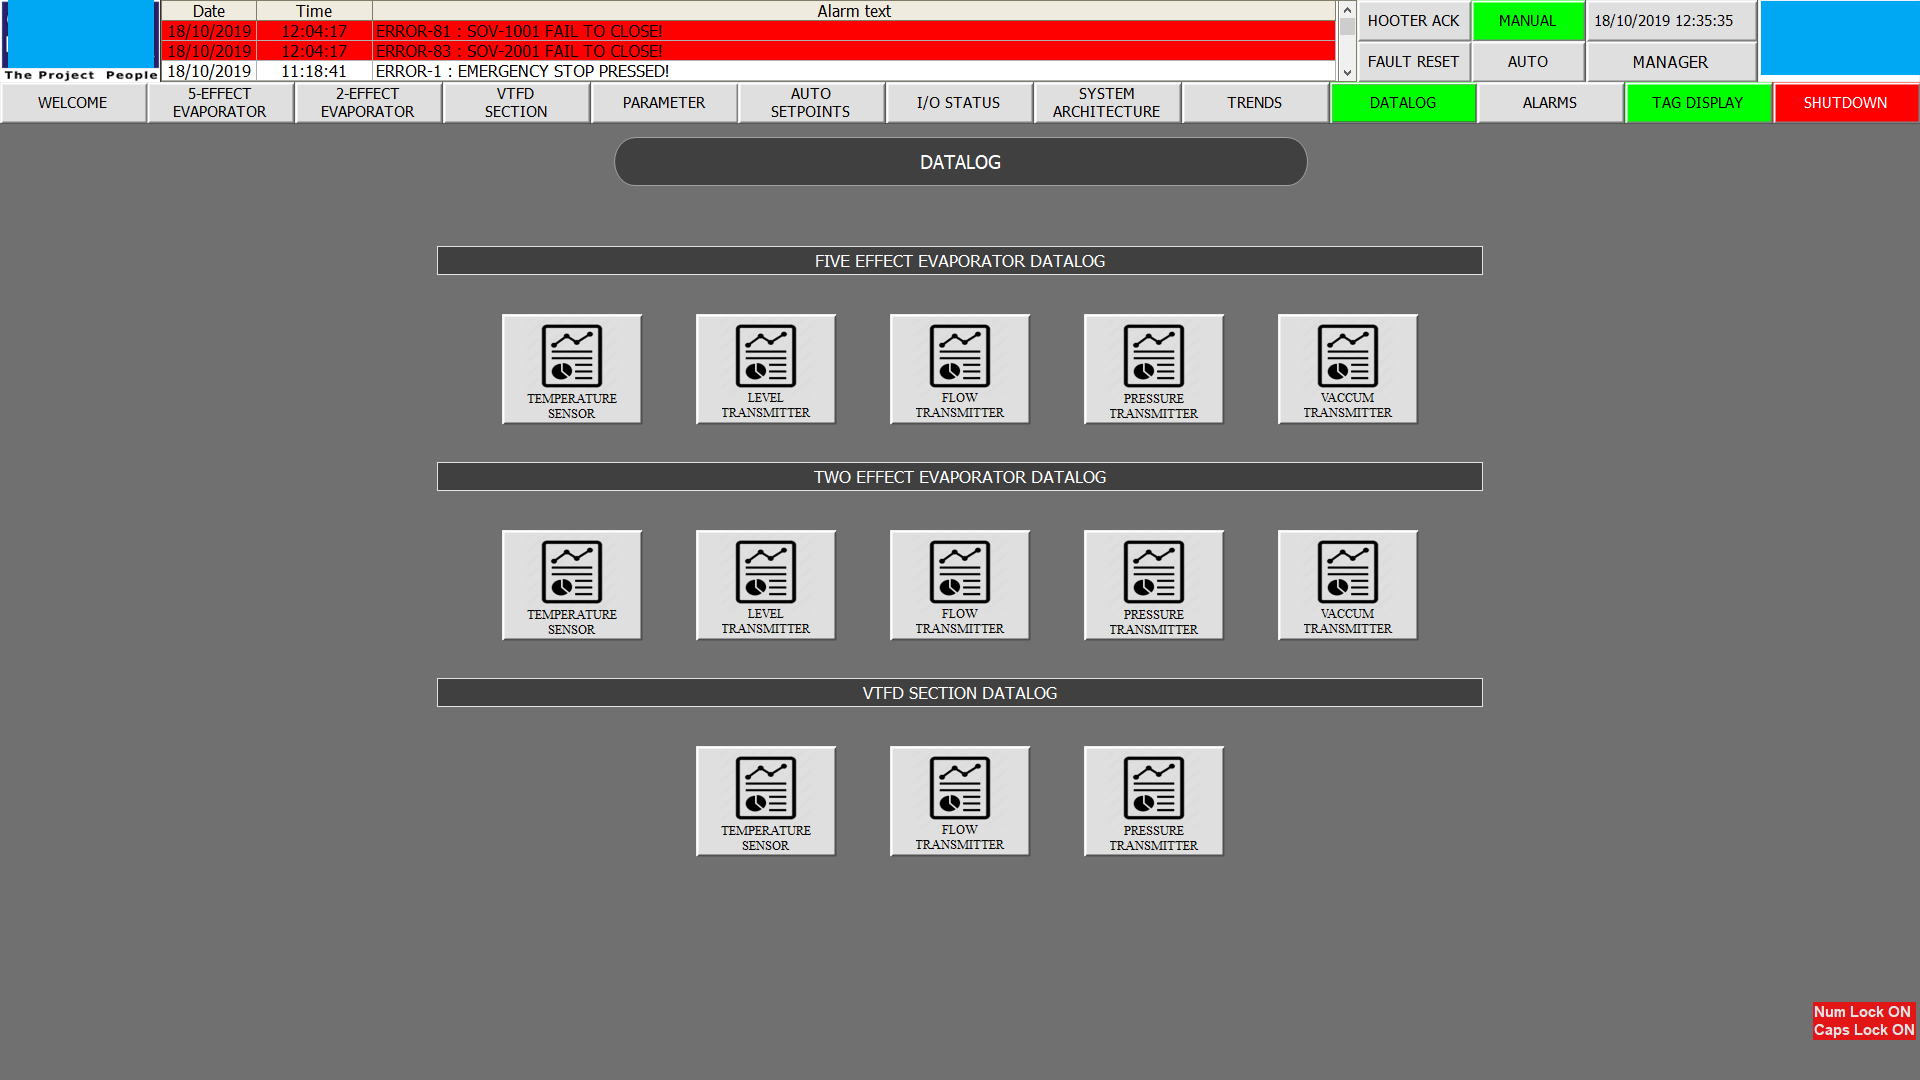 The Project People
Date Time Alarm text
18/10/2019 12:04:17 ERROR-81 : SOV-1001 FAIL TO CLOSE!
18/10/2019 12:04:17 ERROR-83 : SOV-2001 FAIL TO CLOSE!
18/10/2019 11:18:41 ERROR-1 : EMERGENCY STOP PRESSED!
HOOTER ACK MANUAL 18/10/2019 12:35:35
FAULT RESET AUTO MANAGER
WELCOME
5-EFFECT
EVAPORATOR
2-EFFECT
EVAPORATOR
VTFD
SECTION
PARAMETER
AUTO
SETPOINTS
I/O STATUS
SYSTEM
ARCHITECTURE
TRENDS
DATALOG
ALARMS
TAG DISPLAY
SHUTDOWN
DATALOG
FIVE EFFECT EVAPORATOR DATALOG
TEMPERATURE
SENSOR
LEVEL
TRANSMITTER
FLOW
TRANSMITTER
PRESSURE
TRANSMITTER
VACCUM
TRANSMITTER
TWO EFFECT EVAPORATOR DATALOG
TEMPERATURE
SENSOR
LEVEL
TRANSMITTER
FLOW
TRANSMITTER
PRESSURE
TRANSMITTER
VACCUM
TRANSMITTER
VTFD SECTION DATALOG
TEMPERATURE
SENSOR
FLOW
TRANSMITTER
PRESSURE
TRANSMITTER
Num Lock ON
Caps Lock ON